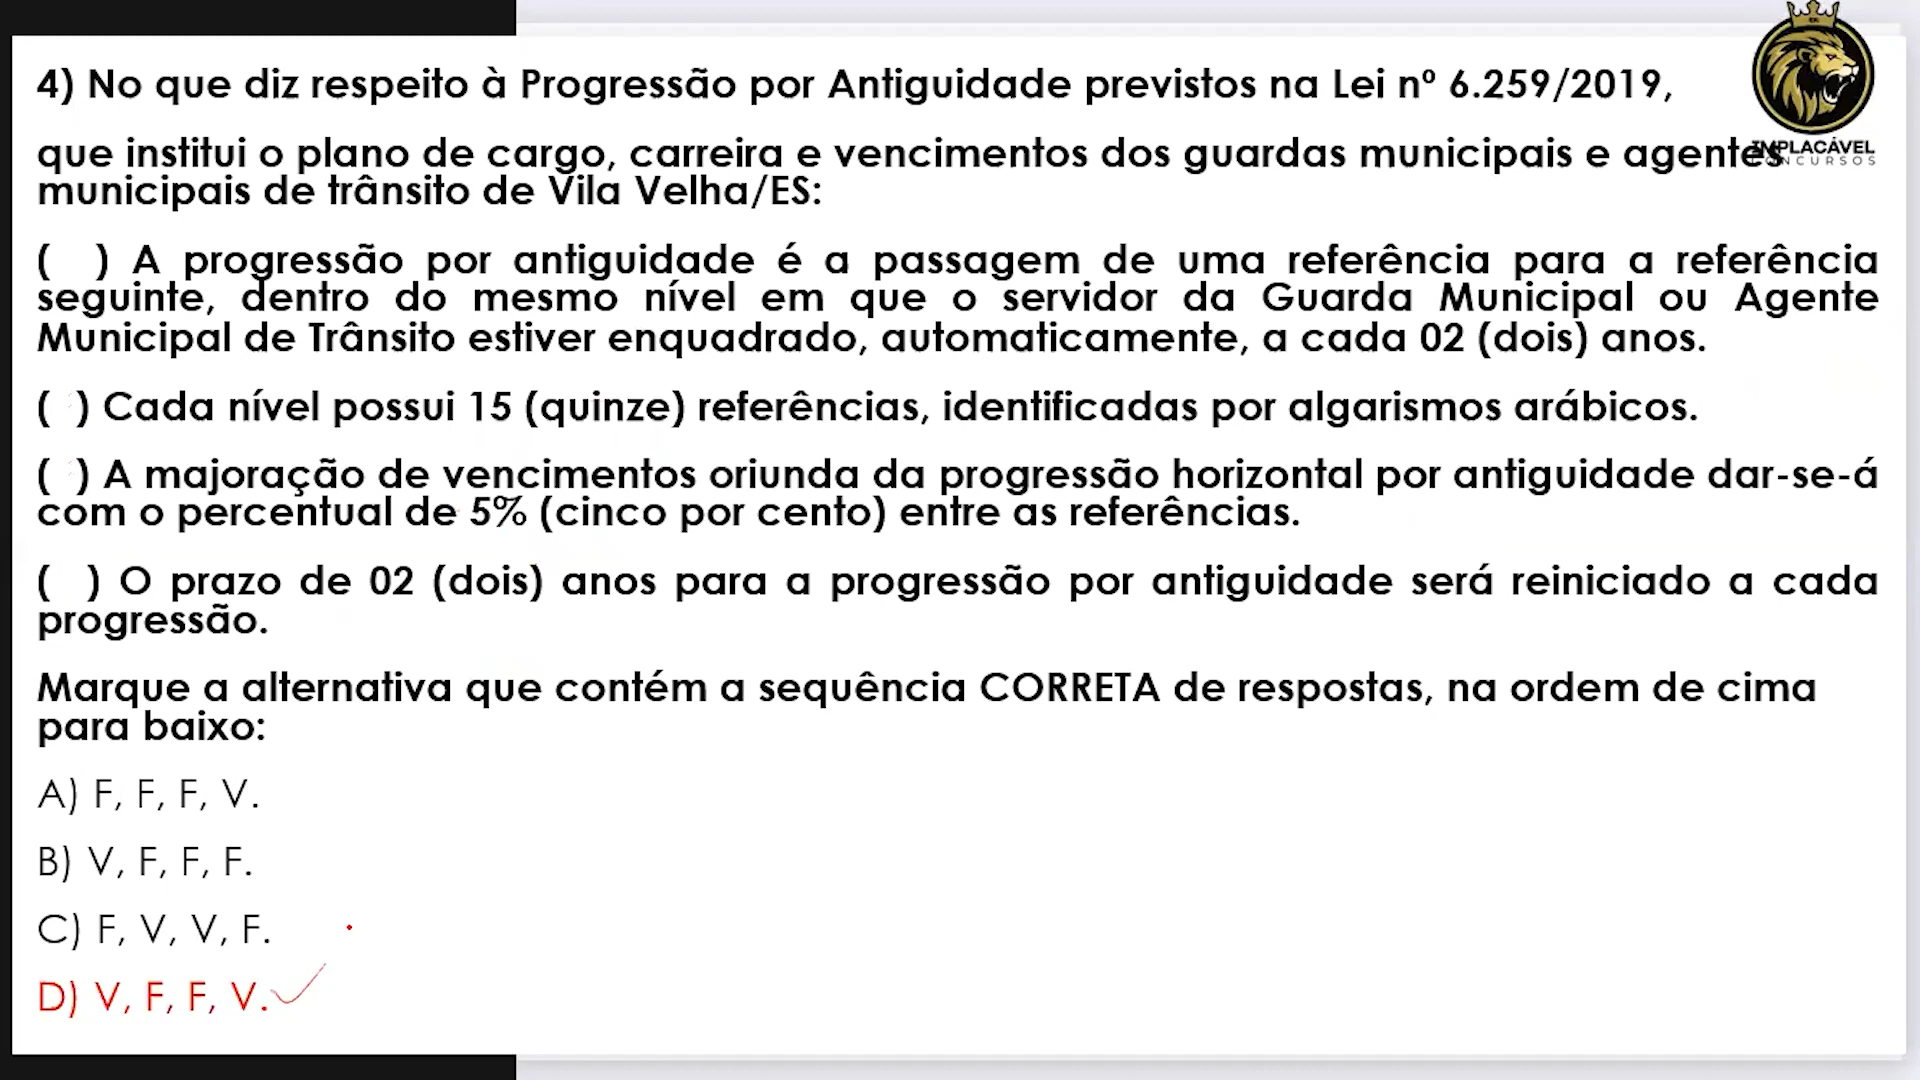 4) No que diz respeito à Progressão por Antiguidade previstos na Lei nº 6.259/2019,
que institui o plano de cargo, carreira e vencimentos dos guardas municipais e agentes
municipais de trânsito de Vila Velha/ES:
( ) A progressão por antiguidade é a passagem de uma referência para a referência
seguinte, dentro do mesmo nível em que o servidor da Guarda Municipal ou Agente
Municipal de Trânsito estiver enquadrado, automaticamente, a cada 02 (dois) anos.
( ) Cada nível possui 15 (quinze) referências, identificadas por algarismos arábicos.
( ) A majoração de vencimentos oriunda da progressão horizontal por antiguidade dar-se-á
com o percentual de 5% (cinco por cento) entre as referências.
( ) O prazo de 02 (dois) anos para a progressão por antiguidade será reiniciado a cada
progressão.
Marque a alternativa que contém a sequência CORRETA de respostas, na ordem de cima
para baixo:
A) F, F, F, V.
B) V, F, F, F.
C) F, V, V, F.
D) V, F, F, V.
IMPLACÁVEL
CONCURSOS